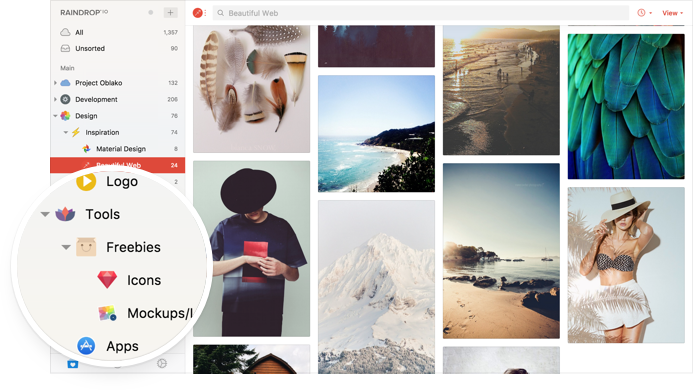 RAINDROP.IO
Beautiful Web
View
All 1,357
Unsorted 90
Main
Project Oblako 132
Development 206
Design 76
Inspiration 74
Material Design 8
Beautiful Web 24
Logo 2
Tools
Freebies
Icons
Mockups/
Apps